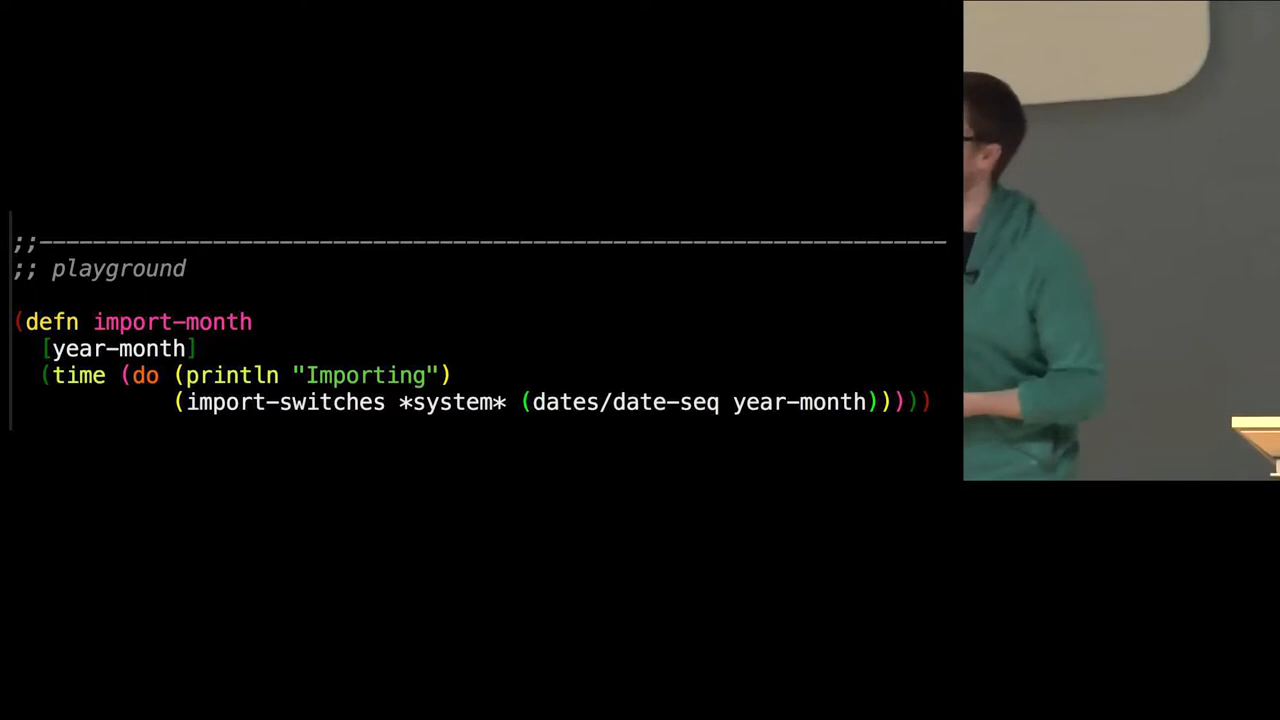 ;;--------------------------------------------------------------------
;; playground
(defn import-month
[year-month]
(time (do (println "Importing")
(import-switches *system* (dates/date-seq year-month)))))